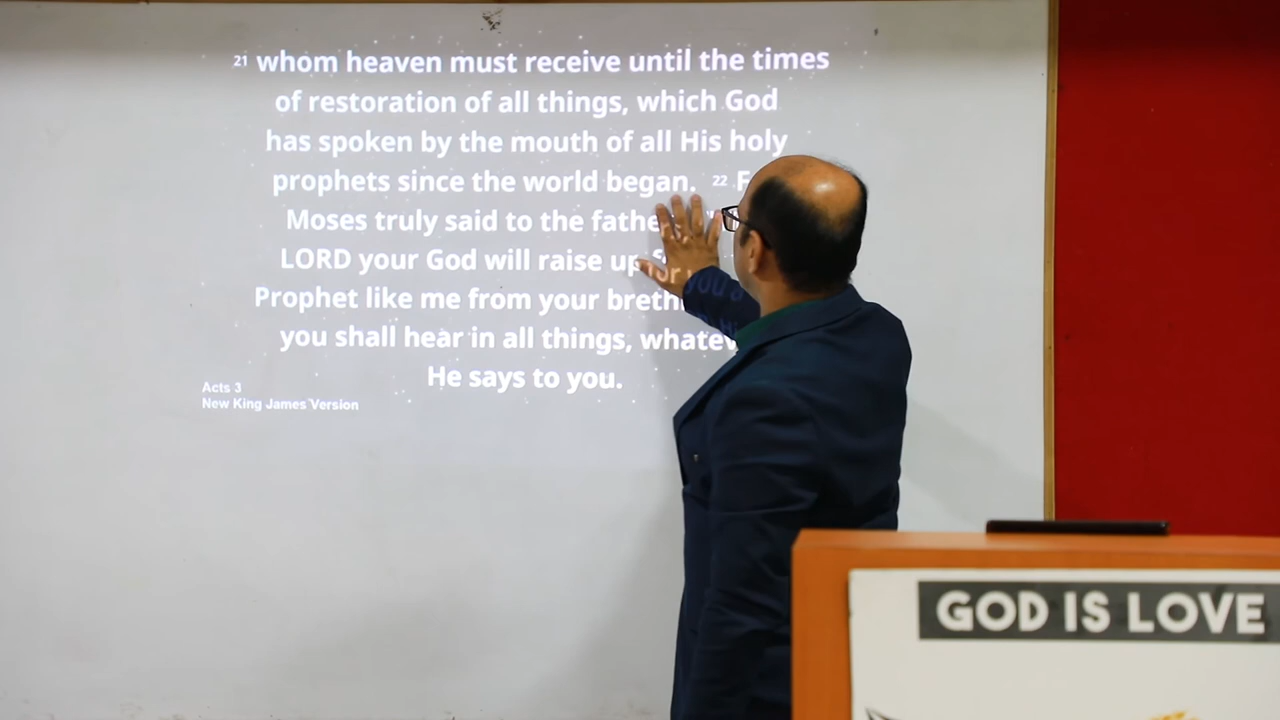 21 whom heaven must receive until the times
of restoration of all things, which God
has spoken by the mouth of all His holy
prophets since the world began. 22
Moses truly said to the
LORD your God will raise up for you a
Prophet like me from your
you shall hear in all things,
He says to you.
Acts 3
New King James Version
GOD IS LOVE